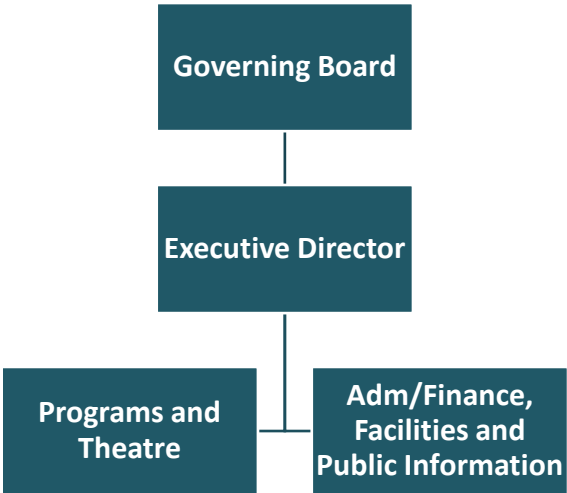 Governing Board
Executive Director
Programs and
Theatre
Adm/Finance,
Facilities and
Public Information